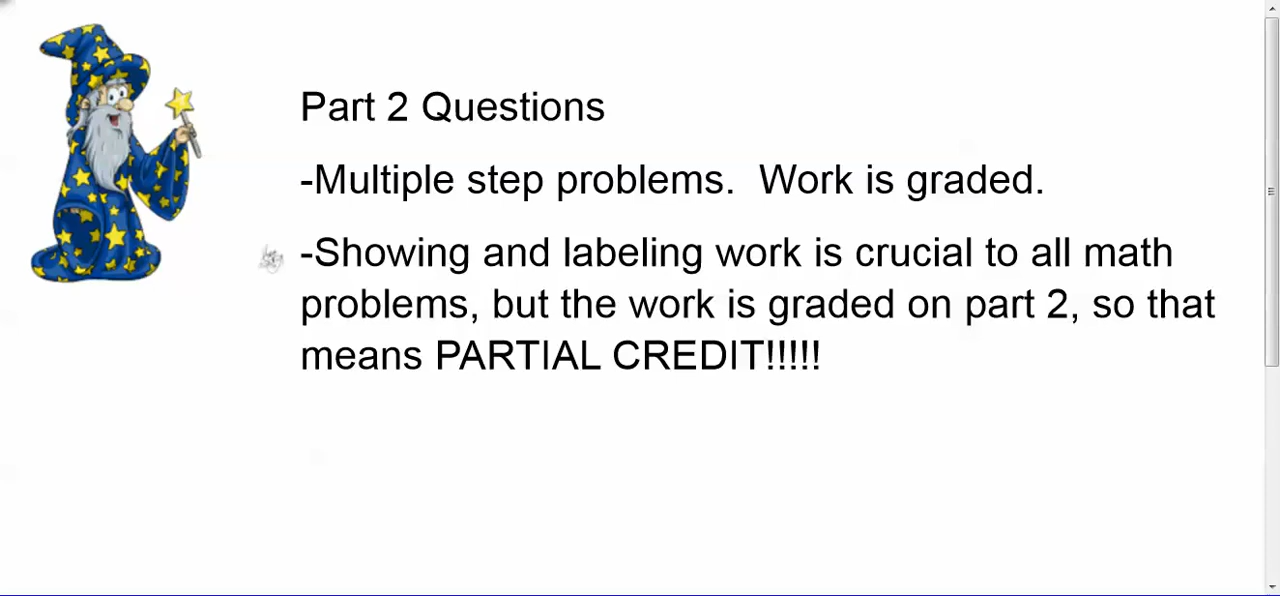 Part 2 Questions
-Multiple step problems.  Work is graded.
-Showing and labeling work is crucial to all math
problems, but the work is graded on part 2, so that
means PARTIAL CREDIT!!!!!